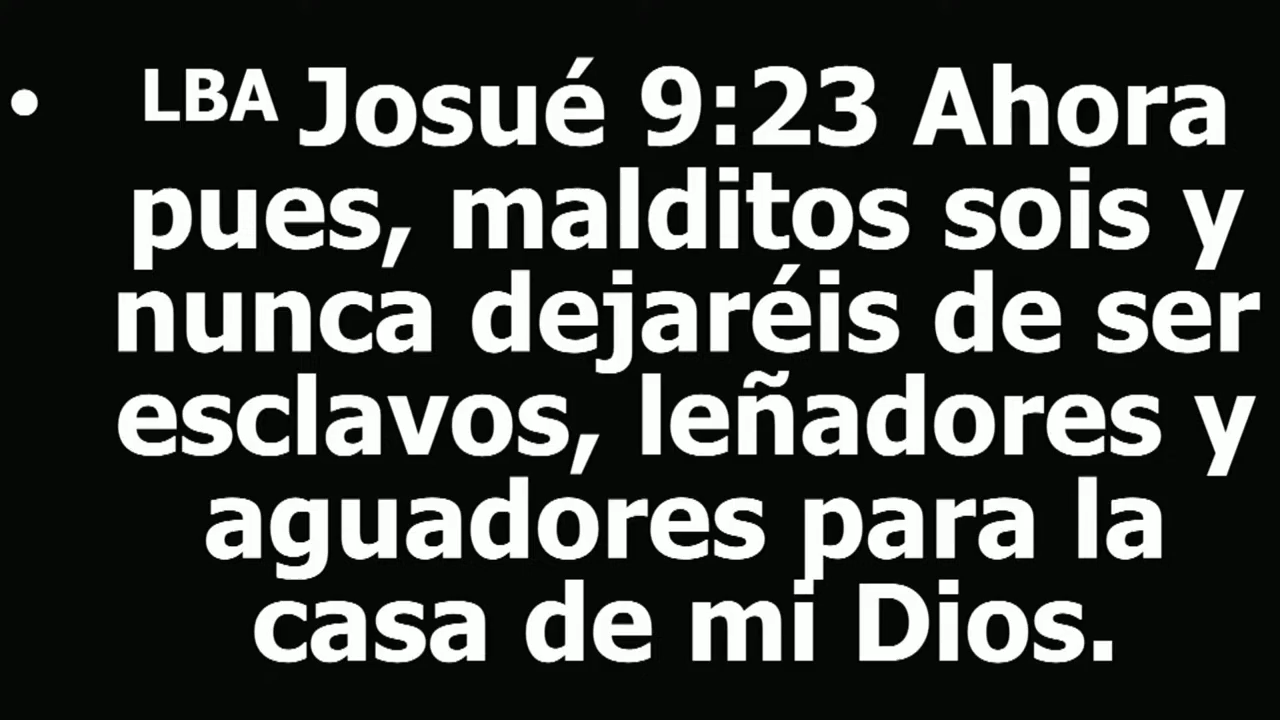 • LBA Josué 9:23 Ahora
pues, malditos sois y
nunca dejaréis de ser
esclavos, leñadores y
aguadores para la
casa de mi Dios.